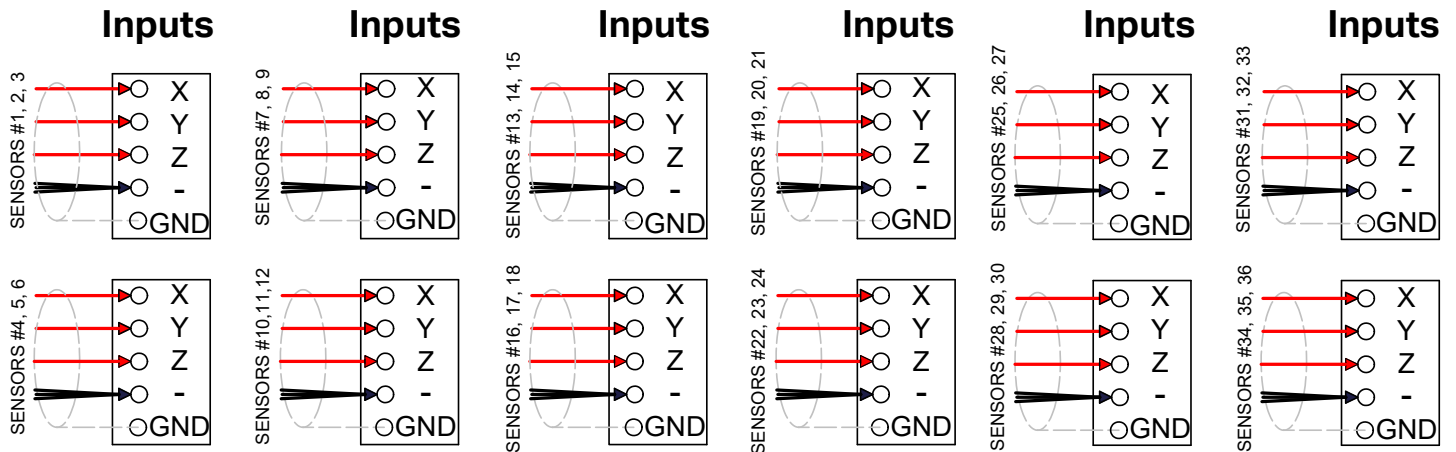 Inputs
Inputs
Inputs
Inputs
Inputs
Inputs
SENSORS #1, 2, 3
X
Y
Z
-
GND
SENSORS #7, 8, 9
X
Y
Z
-
GND
SENSORS #13, 14, 15
X
Y
Z
-
GND
SENSORS #19, 20, 21
X
Y
Z
-
GND
SENSORS #25, 26, 27
X
Y
Z
-
GND
SENSORS #31, 32, 33
X
Y
Z
-
GND
SENSORS #4, 5, 6
X
Y
Z
-
GND
SENSORS #10,11,12
X
Y
Z
-
GND
SENSORS #16, 17, 18
X
Y
Z
-
GND
SENSORS #22, 23, 24
X
Y
Z
-
GND
SENSORS #28, 29, 30
X
Y
Z
-
GND
SENSORS #34, 35, 36
X
Y
Z
-
GND